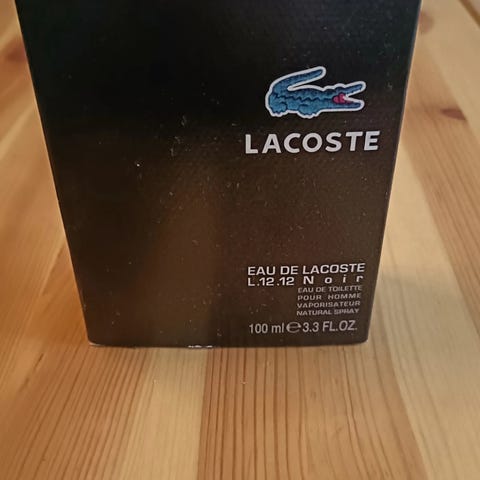 LACOSTE
EAU DE LACOSTE
L.12.12 Noir
EAU DE TOILETTE
POUR HOMME
VAPORISATEUR
NATURAL SPRAY
100 ml ℮ 3.3 FL.OZ.